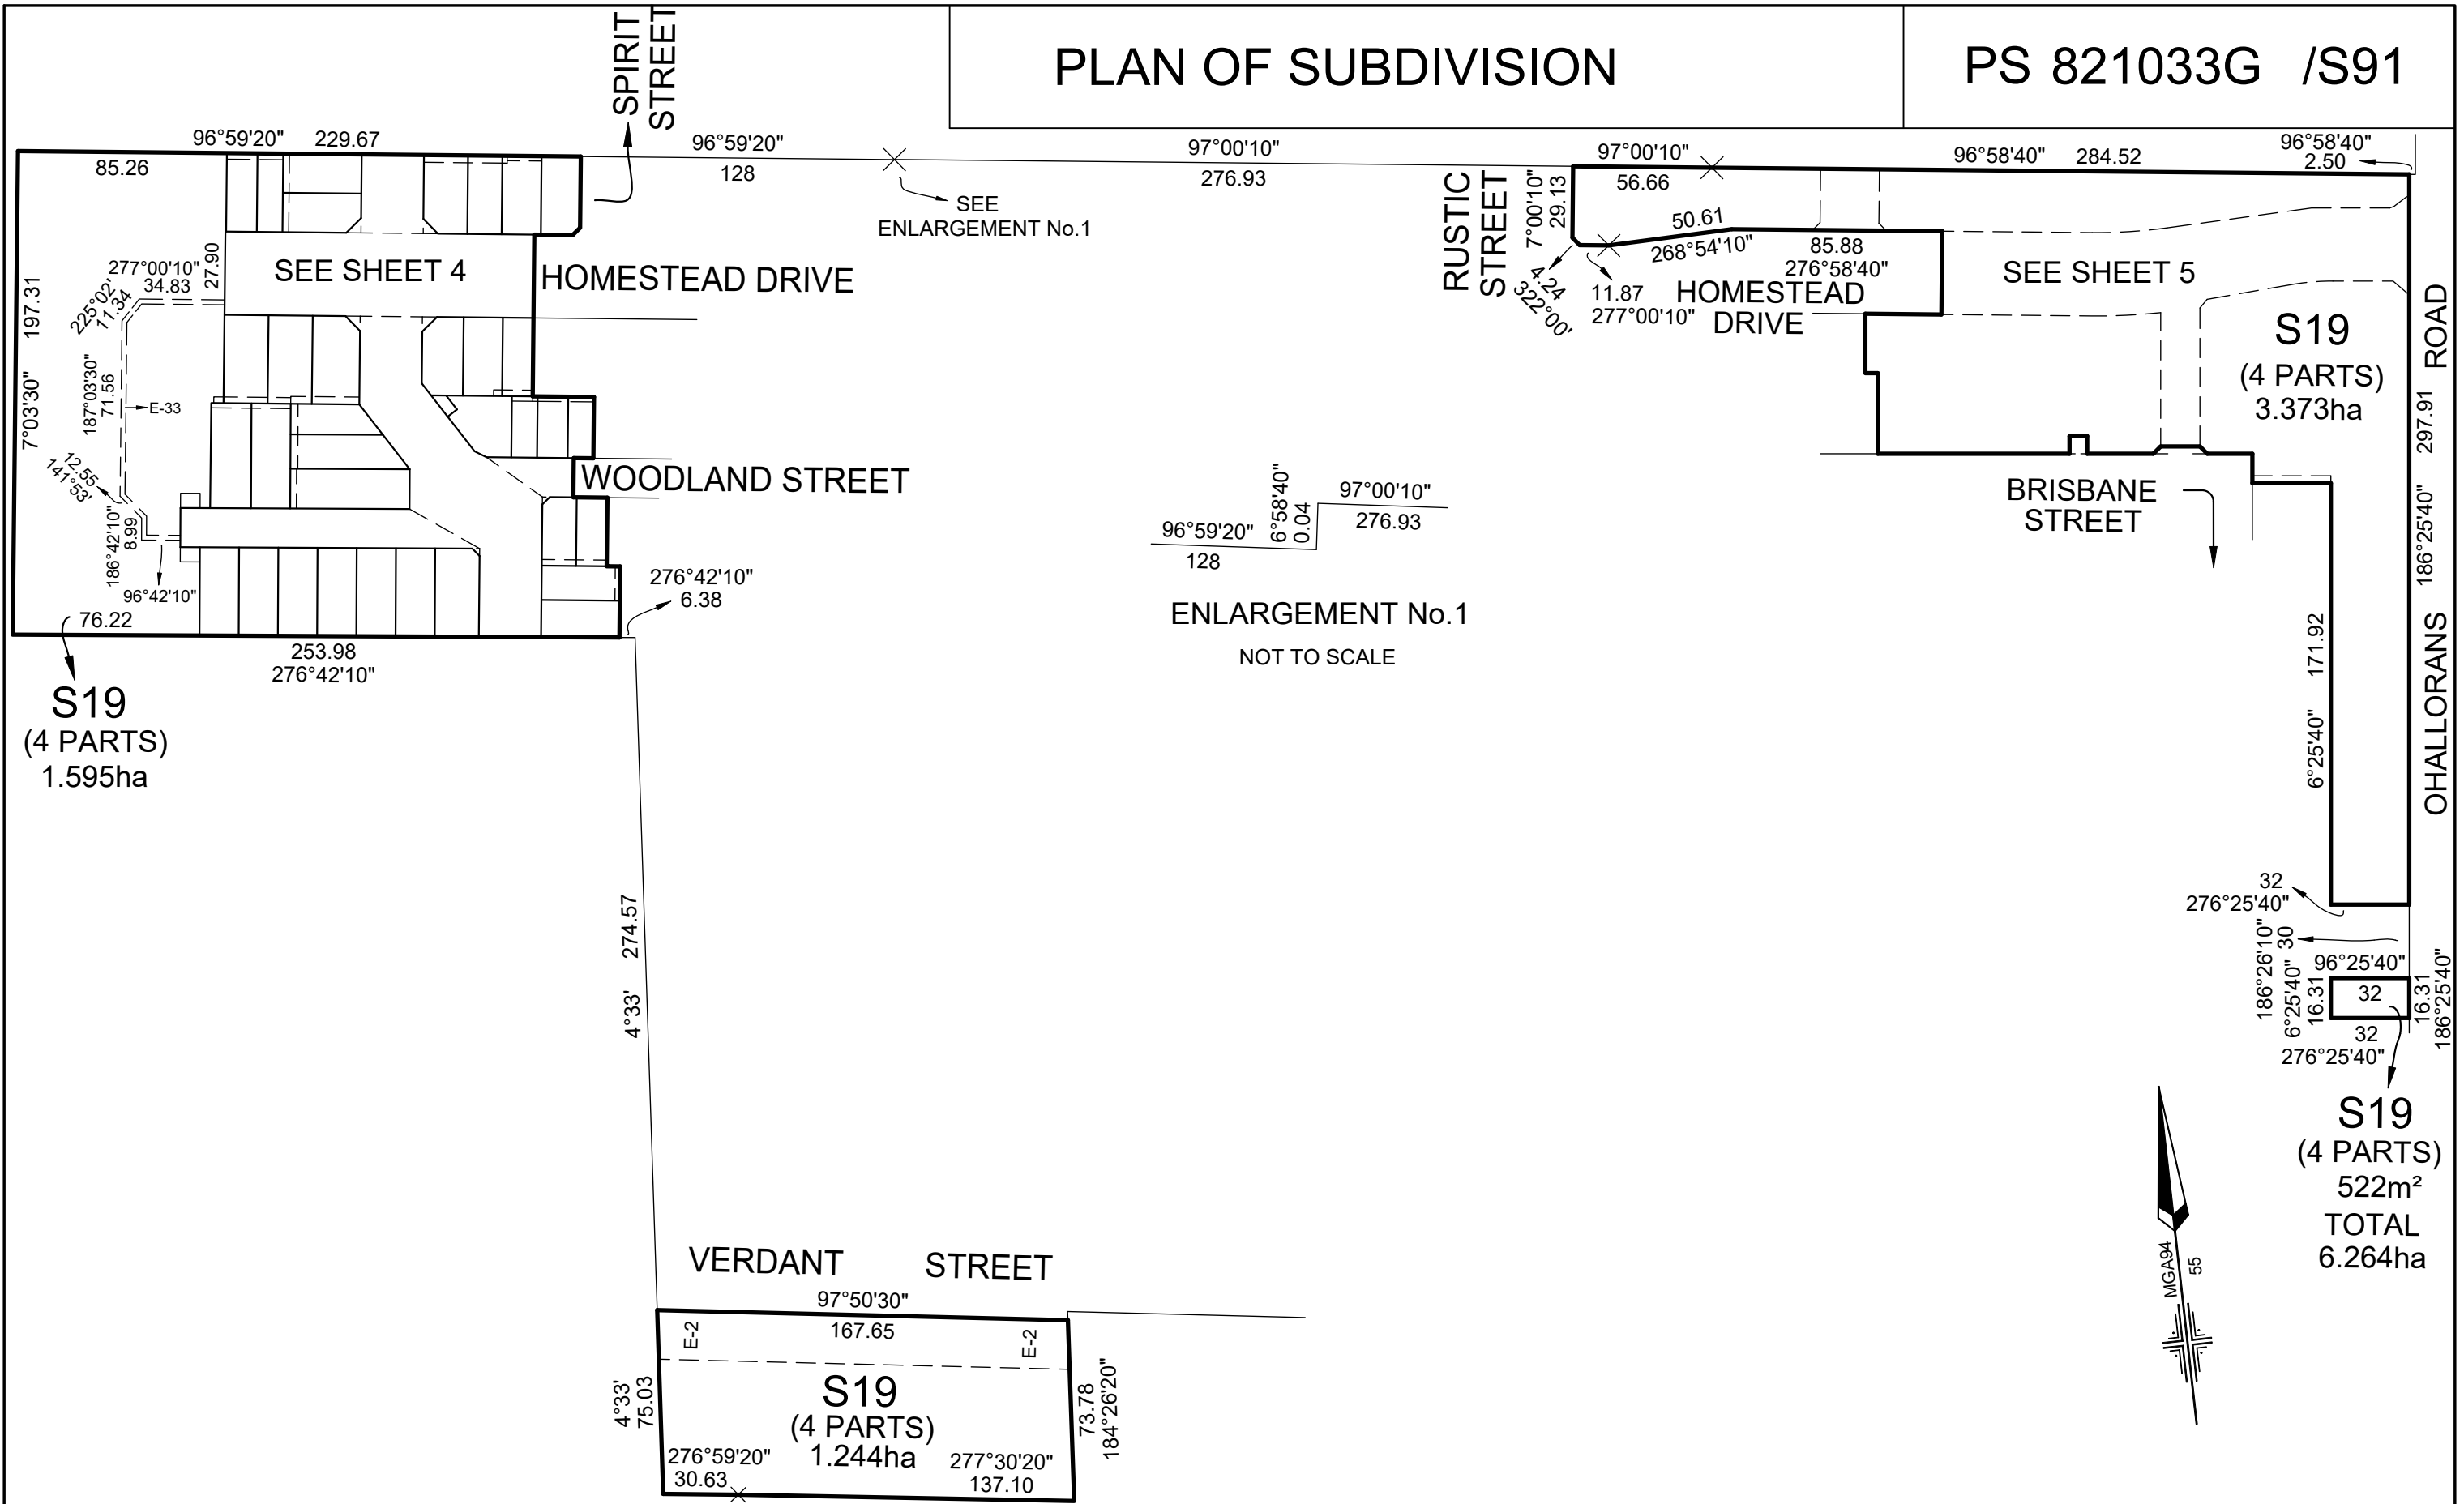 PLAN OF SUBDIVISION
PS 821033G /S91
SPIRIT
STREET
96°59'20" 229.67
85.26
96°59'20"
128
97°00'10"
276.93
SEE
ENLARGEMENT No.1
RUSTIC
STREET
7°00'10"
29.13
97°00'10"
56.66
50.61
268°54'10"
85.88
276°58'40"
96°58'40" 284.52
96°58'40"
2.50
4.24
322°00'
11.87
277°00'10"
HOMESTEAD
DRIVE
SEE SHEET 5
S19
(4 PARTS)
3.373ha
297.91
186°25'40"
OHALLORANS ROAD
7°03'30" 197.31
277°00'10"
34.83
27.90
225°02'
11.34
187°03'30"
71.56
E-33
12.55
141°53'
186°42'10"
8.99
96°42'10"
76.22
SEE SHEET 4
HOMESTEAD DRIVE
WOODLAND STREET
276°42'10"
6.38
253.98
276°42'10"
S19
(4 PARTS)
1.595ha
96°59'20"
128
6°58'40"
0.04
97°00'10"
276.93
ENLARGEMENT No.1
NOT TO SCALE
BRISBANE
STREET
6°25'40" 171.92
32
276°25'40"
186°26'10"
30
96°25'40"
32
6°25'40"
16.31
16.31
186°25'40"
32
276°25'40"
S19
(4 PARTS)
522m²
TOTAL
6.264ha
4°33' 274.57
VERDANT STREET
97°50'30"
167.65
E-2
E-2
4°33'
75.03
S19
(4 PARTS)
1.244ha
73.78
184°26'20"
276°59'20"
30.63
277°30'20"
137.10
MGA94
55